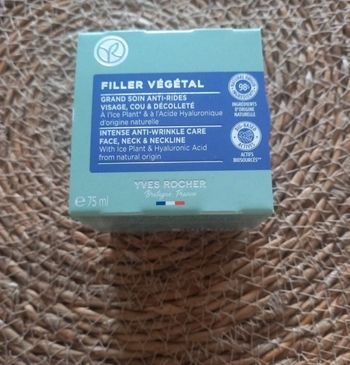 FILLER VÉGÉTAL
GRAND SOIN ANTI-RIDES
VISAGE, COU & DÉCOLLETÉ
À l'Ice Plant* & à l'Acide Hyaluronique
d'origine naturelle
INTENSE ANTI-WRINKLE CARE
FACE, NECK & NECKLINE
With Ice Plant & Hyaluronic Acid
from natural origin
98%
INGRÉDIENTS
D'ORIGINE
NATURELLE
ACTIFS
BIOSOURCÉS**
YVES ROCHER
Bretagne-France
e 75 ml